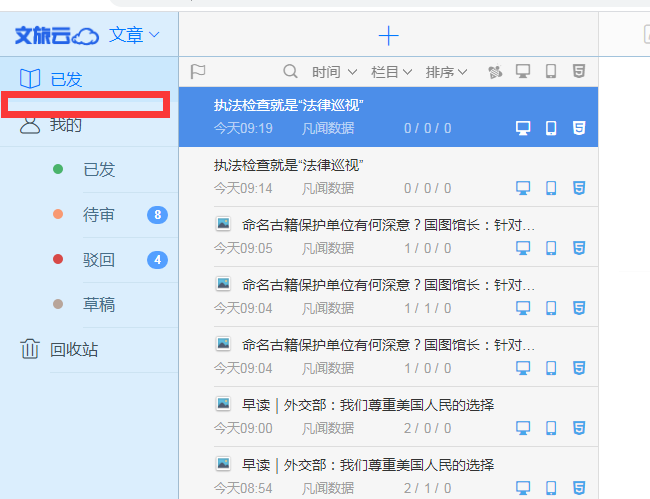 文旅云 文章
已发
我的
已发
待审 8
驳回 4
草稿
回收站
时间 栏目 排序
执法检查就是“法律巡视”
今天09:19 凡闻数据 0 / 0 / 0
执法检查就是“法律巡视”
今天09:14 凡闻数据 0 / 0 / 0
命名古籍保护单位有何深意？国图馆长：针对...
今天09:05 凡闻数据 1 / 0 / 0
命名古籍保护单位有何深意？国图馆长：针对...
今天09:04 凡闻数据 1 / 1 / 0
命名古籍保护单位有何深意？国图馆长：针对...
今天09:04 凡闻数据 1 / 0 / 0
早读｜外交部：我们尊重美国人民的选择
今天09:00 凡闻数据 2 / 0 / 0
早读｜外交部：我们尊重美国人民的选择
今天08:54 凡闻数据 2 / 1 / 0